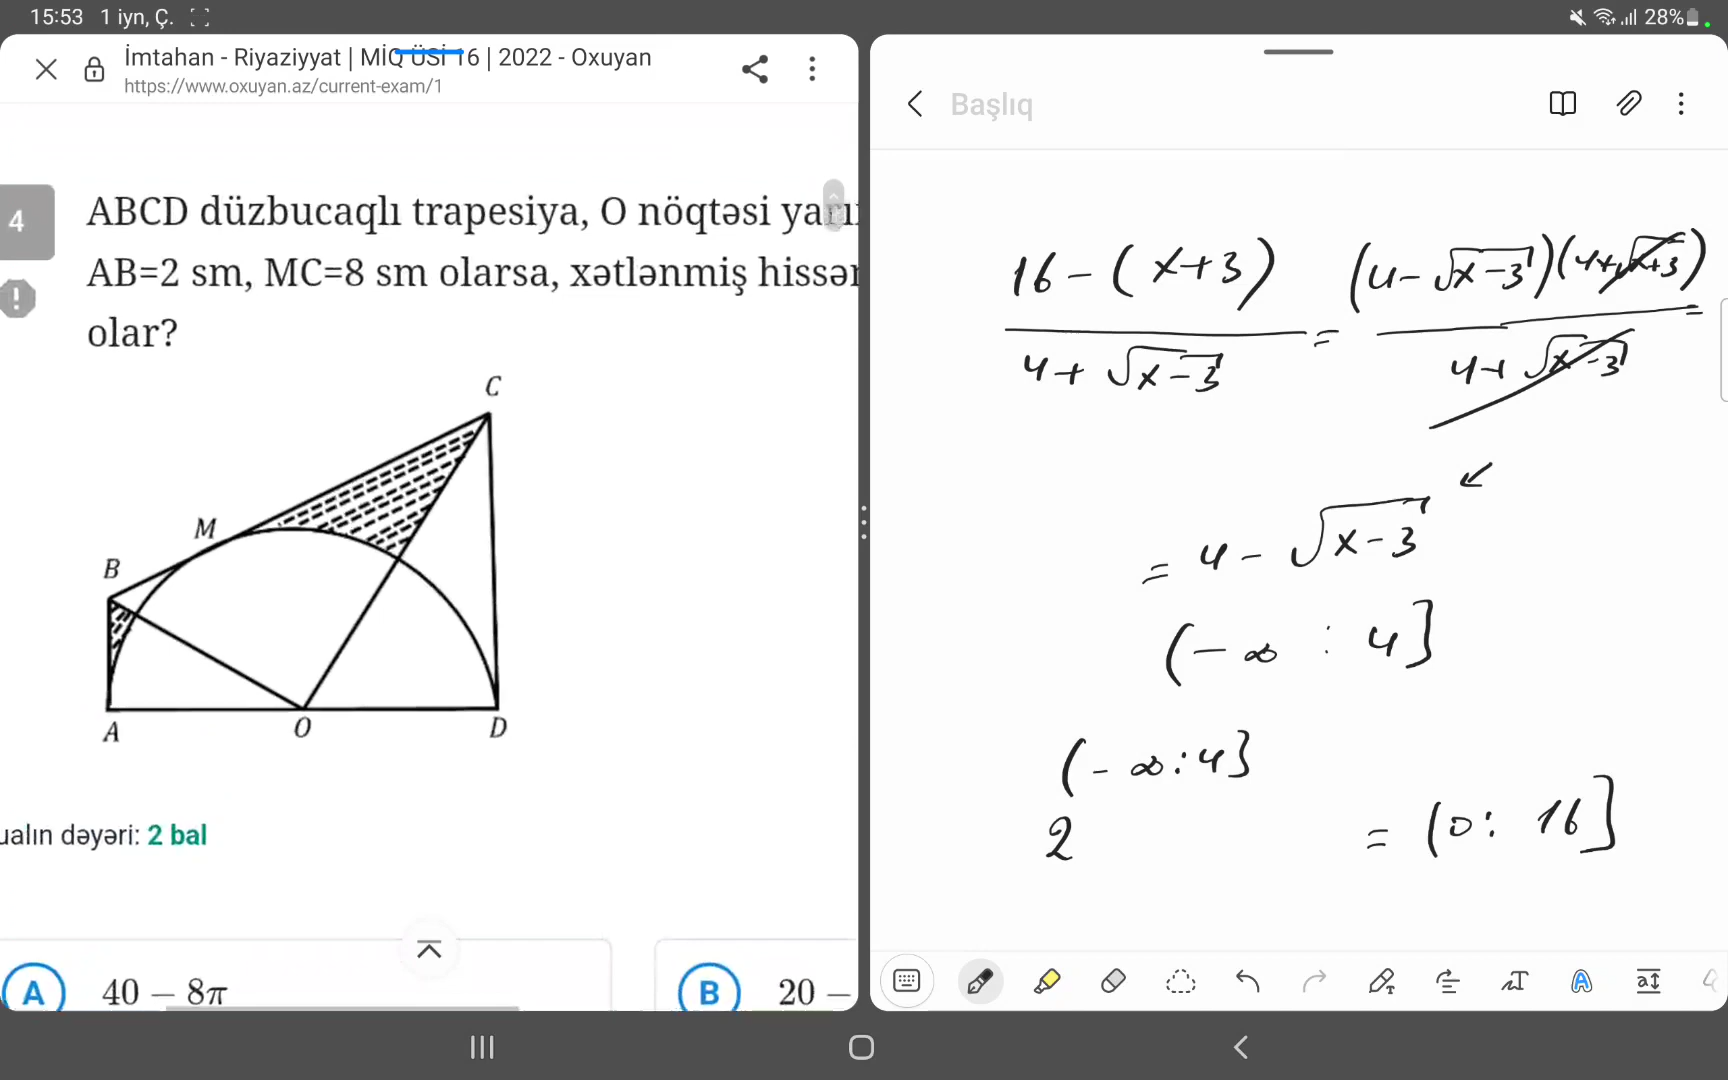 15:53 1 iyn, Ç. 28%
İmtahan - Riyaziyyat | MİQ ÜSİ 16 | 2022 - Oxuyan
https://www.oxuyan.az/current-exam/1
4
ABCD düzbucaqlı trapesiya, O nöqtəsi
AB=2 sm, MC=8 sm olarsa, xətlənmiş
olar?
C
M
B
A O D
ualın dəyəri: 2 bal
A 40 − 8π
B 20 −
Başlıq
16 - (x+3) / 4+√x-3 = (4-√x-3)(4+√x+3) / 4+√x-3 =
= 4 - √x-3
(-∞ : 4]
(-∞:4]
2 = (0: 16]